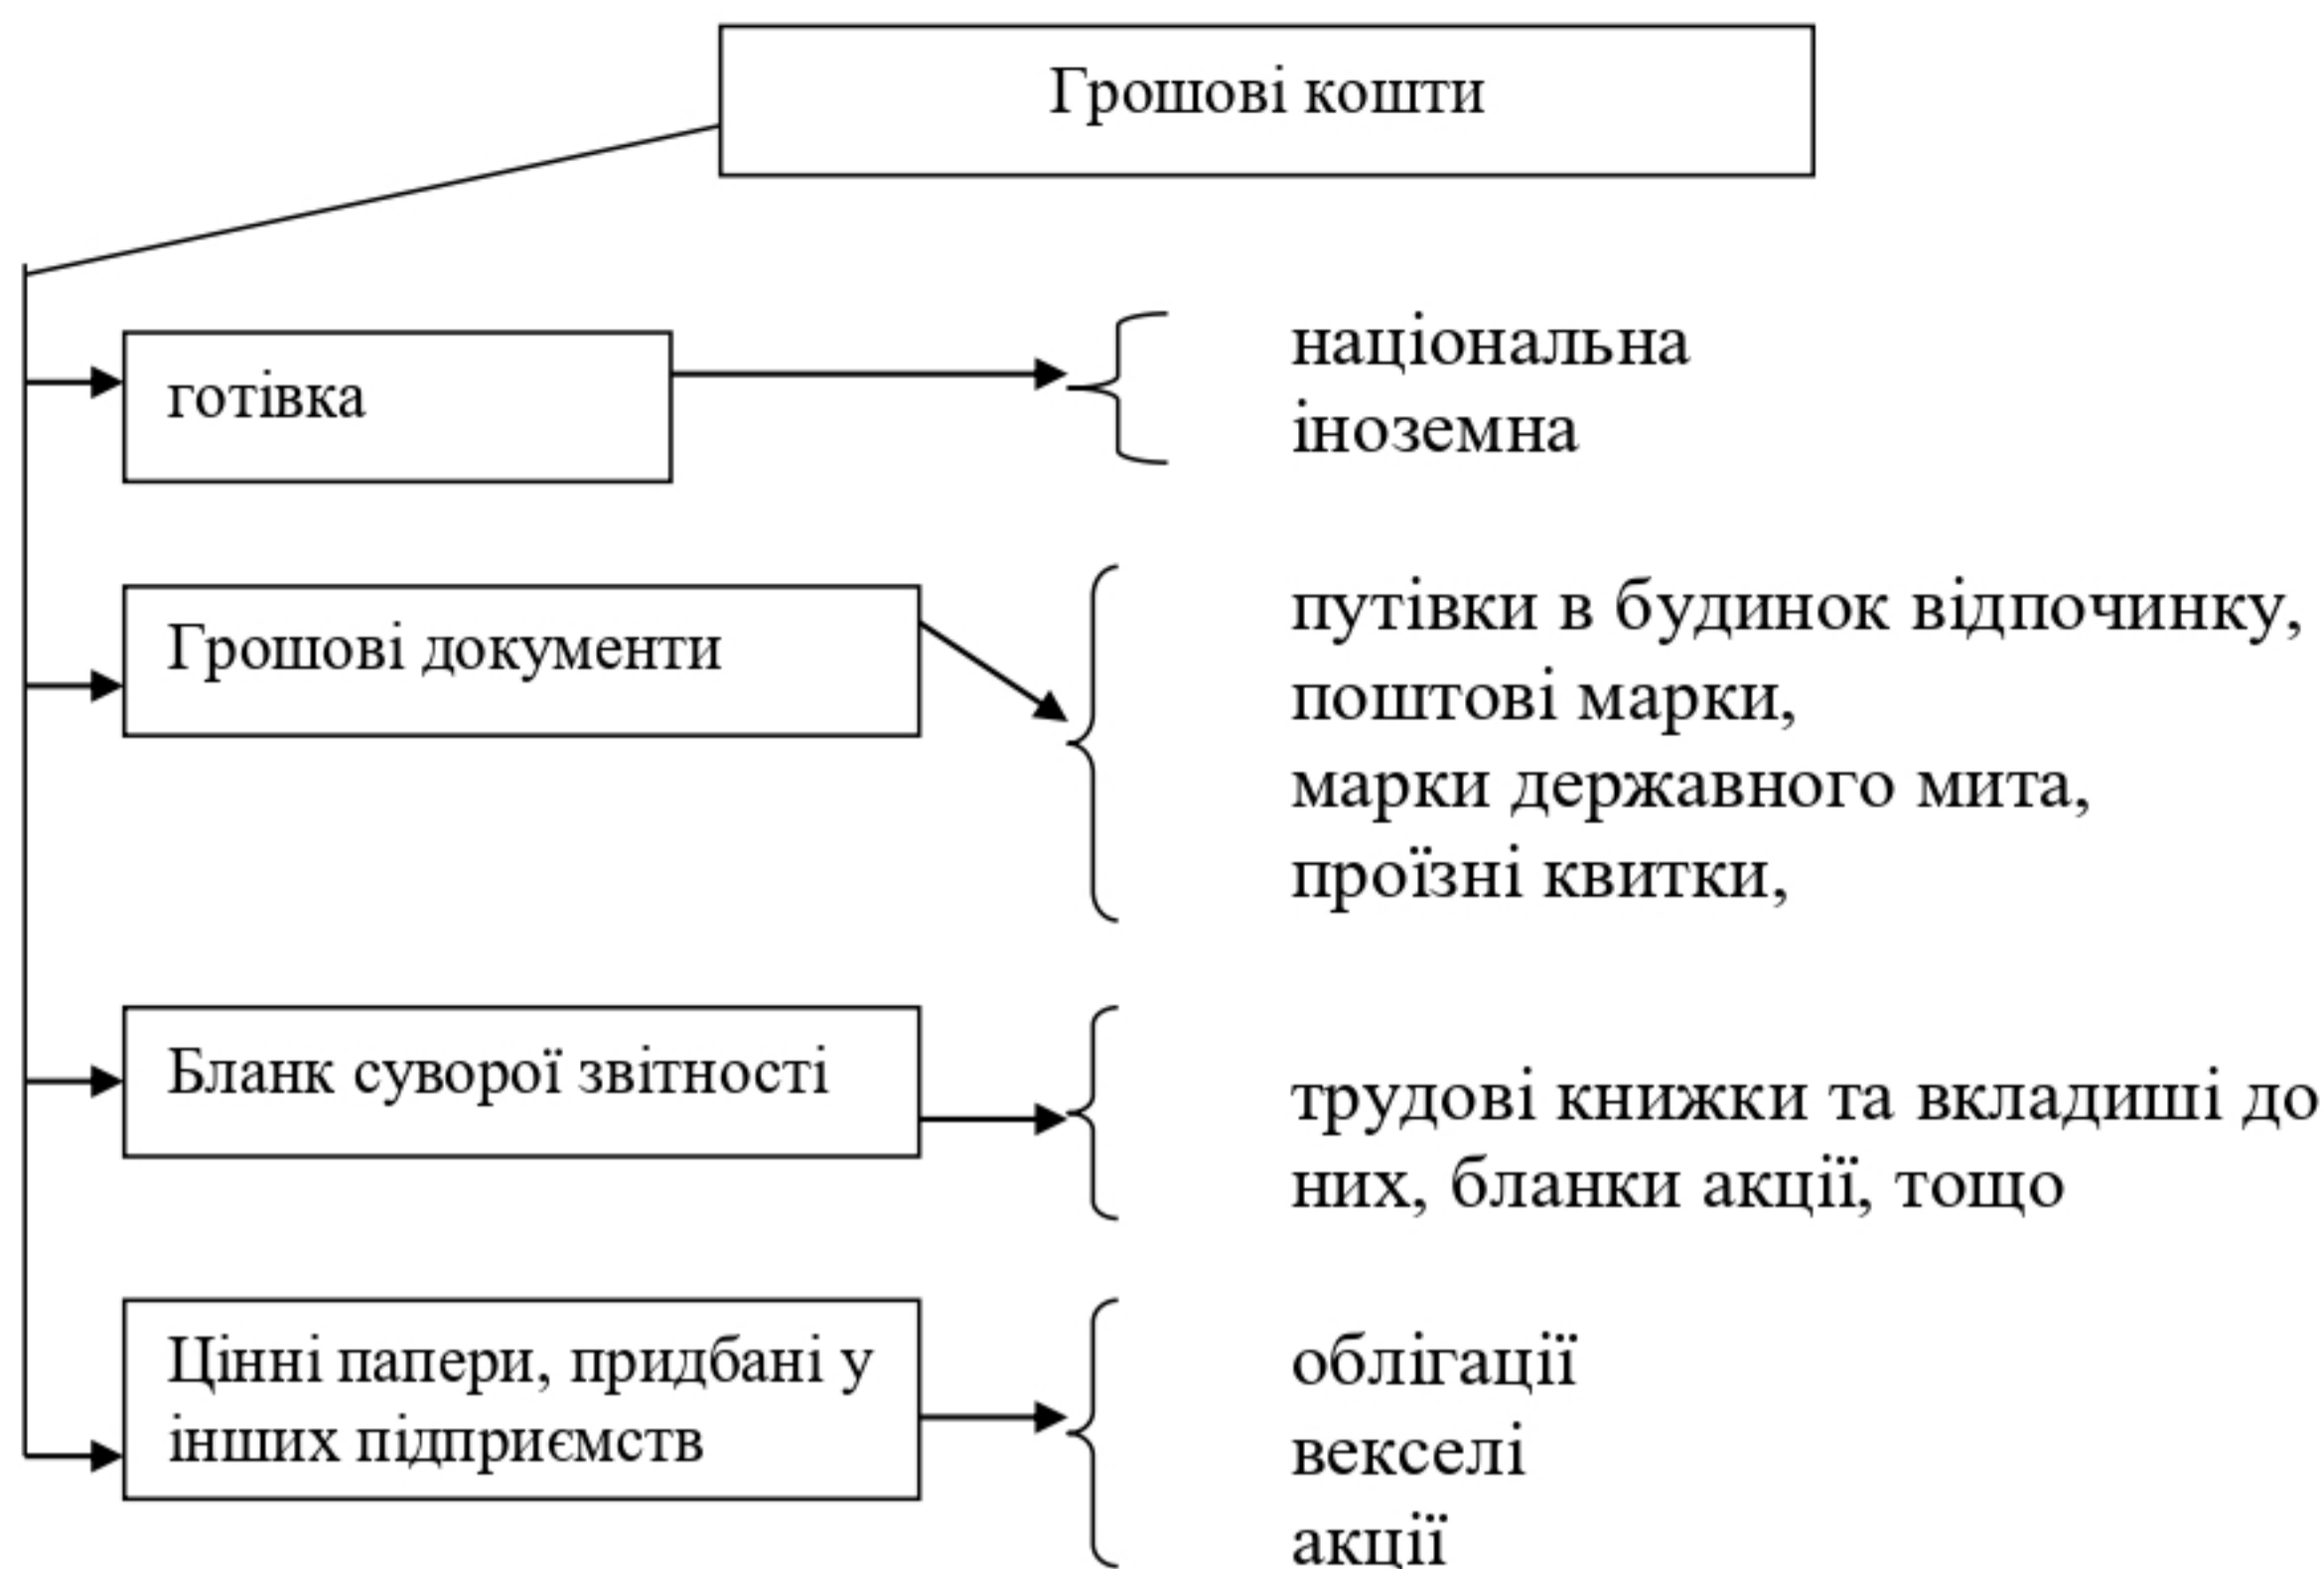 Грошові кошти
готівка
національна
іноземна
Грошові документи
путівки в будинок відпочинку,
поштові марки,
марки державного мита,
проїзні квитки,
Бланк суворої звітності
трудові книжки та вкладиші до
них, бланки акції, тощо
Цінні папери, придбані у
інших підприємств
облігації
векселі
акції